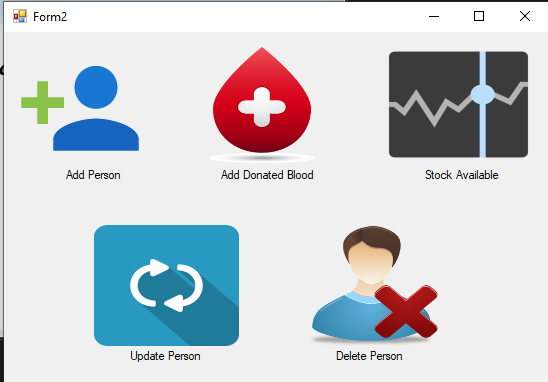 Form2
Add Person
Add Donated Blood
Stock Available
Update Person
Delete Person